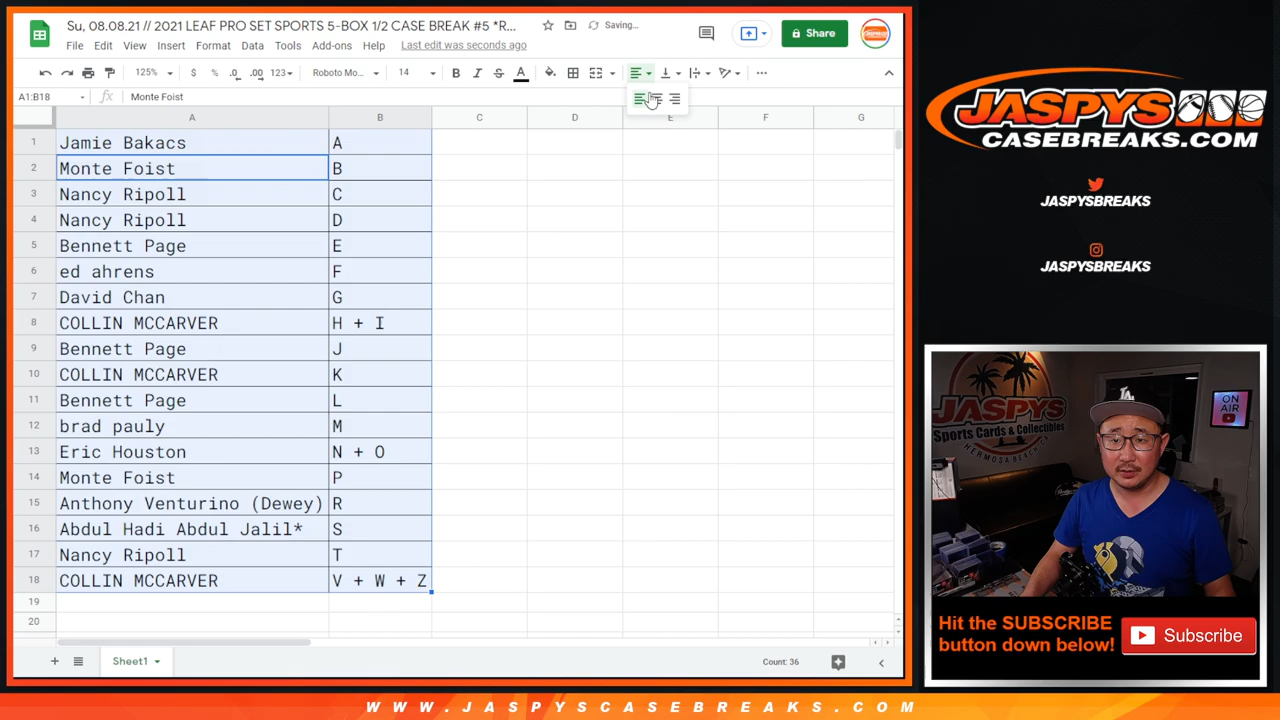 Su, 08.08.21 // 2021 LEAF PRO SET SPORTS 5-BOX 1/2 CASE BREAK #5 *R...
Saving...
Share
File Edit View Insert Format Data Tools Add-ons Help Last edit was seconds ago
125% $ % .0 .00 123 Roboto Mo... 14 B I S A
A1:B18 fx Monte Foist
A B C D E F G
1 Jamie Bakacs A
2 Monte Foist B
3 Nancy Ripoll C
4 Nancy Ripoll D
5 Bennett Page E
6 ed ahrens F
7 David Chan G
8 COLLIN MCCARVER H + I
9 Bennett Page J
10 COLLIN MCCARVER K
11 Bennett Page L
12 brad pauly M
13 Eric Houston N + O
14 Monte Foist P
15 Anthony Venturino (Dewey) R
16 Abdul Hadi Abdul Jalil* S
17 Nancy Ripoll T
18 COLLIN MCCARVER V + W + Z
19
20
Sheet1
Count: 36
JASPYS
CASEBREAKS.COM
JASPYSBREAKS
JASPYSBREAKS
JASPYS
Sports Cards & Collectibles
HERMOSA BEACH, CA
ON
AIR
LA
Hit the SUBSCRIBE
button down below!
Subscribe
WWW.JASPYSCASEBREAKS.COM